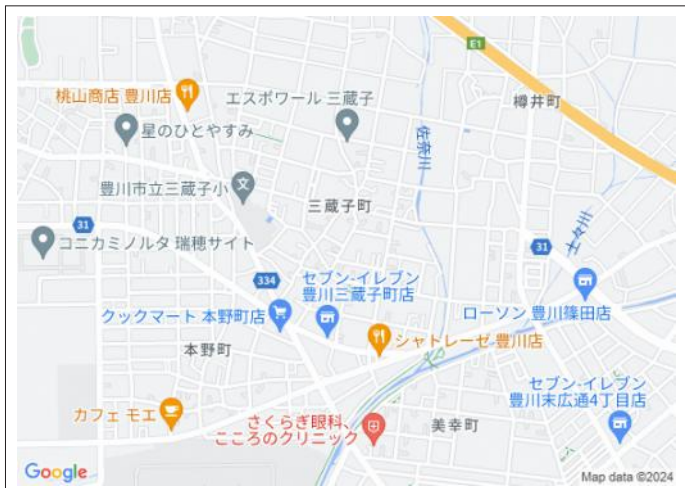 E1
桃山商店 豊川店
エスポワール 三蔵子
樽井町
星のひとやすみ
佐奈川
豊川市立三蔵子小
三蔵子町
31
コニカミノルタ 瑞穂サイト
31
334
セブン-イレブン
豊川三蔵子町店
クックマート 本野町店
ローソン 豊川篠田店
シャトレーゼ 豊川店
本野町
セブン-イレブン
豊川末広通4丁目店
カフェ モエ
さくらぎ眼科、
こころのクリニック
美幸町
Google
Map data ©2024